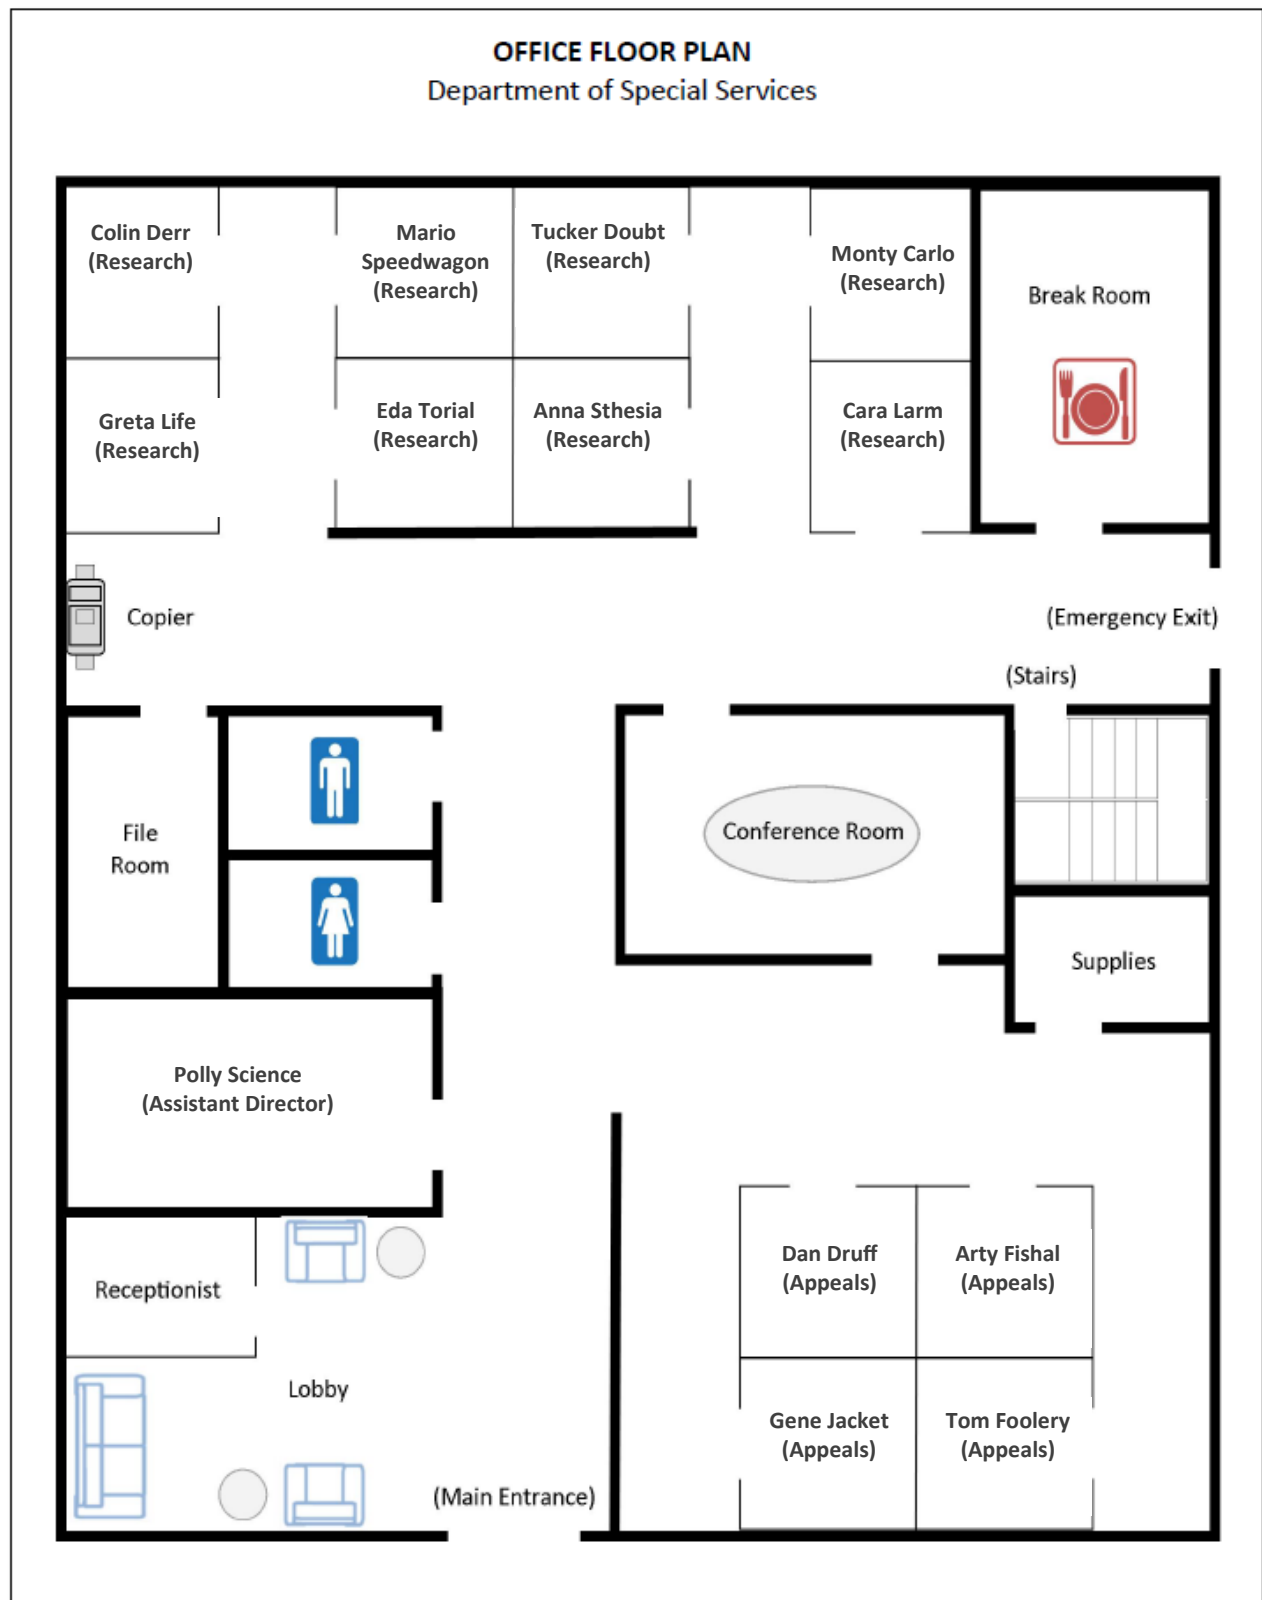 OFFICE FLOOR PLAN
Department of Special Services
Colin Derr
(Research)
Mario
Speedwagon
(Research)
Tucker Doubt
(Research)
Monty Carlo
(Research)
Break Room
Greta Life
(Research)
Eda Torial
(Research)
Anna Sthesia
(Research)
Cara Larm
(Research)
Copier
(Emergency Exit)
(Stairs)
File
Room
Conference Room
Supplies
Polly Science
(Assistant Director)
Receptionist
Dan Druff
(Appeals)
Arty Fishal
(Appeals)
Lobby
Gene Jacket
(Appeals)
Tom Foolery
(Appeals)
(Main Entrance)